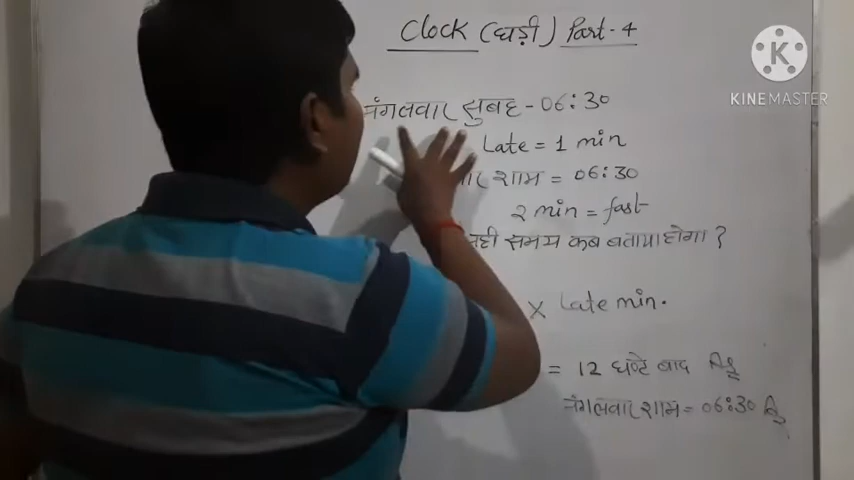 Clock (घड़ी) Part-4
मंगलवार सुबह - 06:30
Late = 1 min
शाम = 06:30
2 min = fast
सही समय कब बताया होगा ?
× Late min.
= 12 घण्टे बाद
मंगलवार शाम = 06:30
KINEMASTER